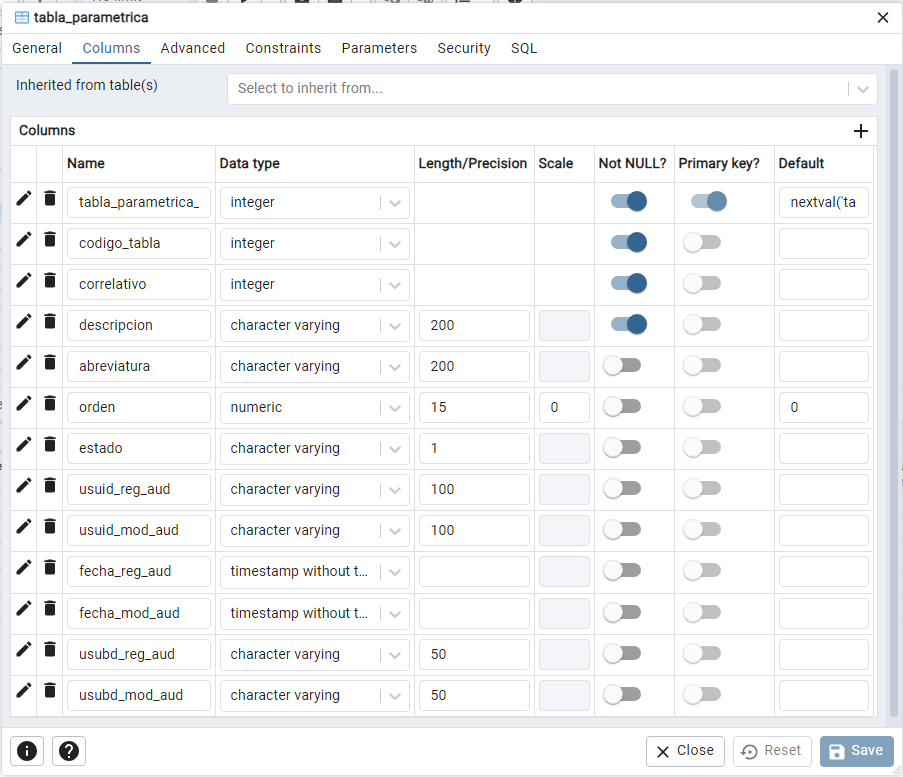 tabla_parametrica
General Columns Advanced Constraints Parameters Security SQL
Inherited from table(s) Select to inherit from...
Columns
Name Data type Length/Precision Scale Not NULL? Primary key? Default
tabla_parametrica_ integer nextval('ta
codigo_tabla integer
correlativo integer
descripcion character varying 200
abreviatura character varying 200
orden numeric 15 0 0
estado character varying 1
usuid_reg_aud character varying 100
usuid_mod_aud character varying 100
fecha_reg_aud timestamp without t...
fecha_mod_aud timestamp without t...
usubd_reg_aud character varying 50
usubd_mod_aud character varying 50
Close Reset Save